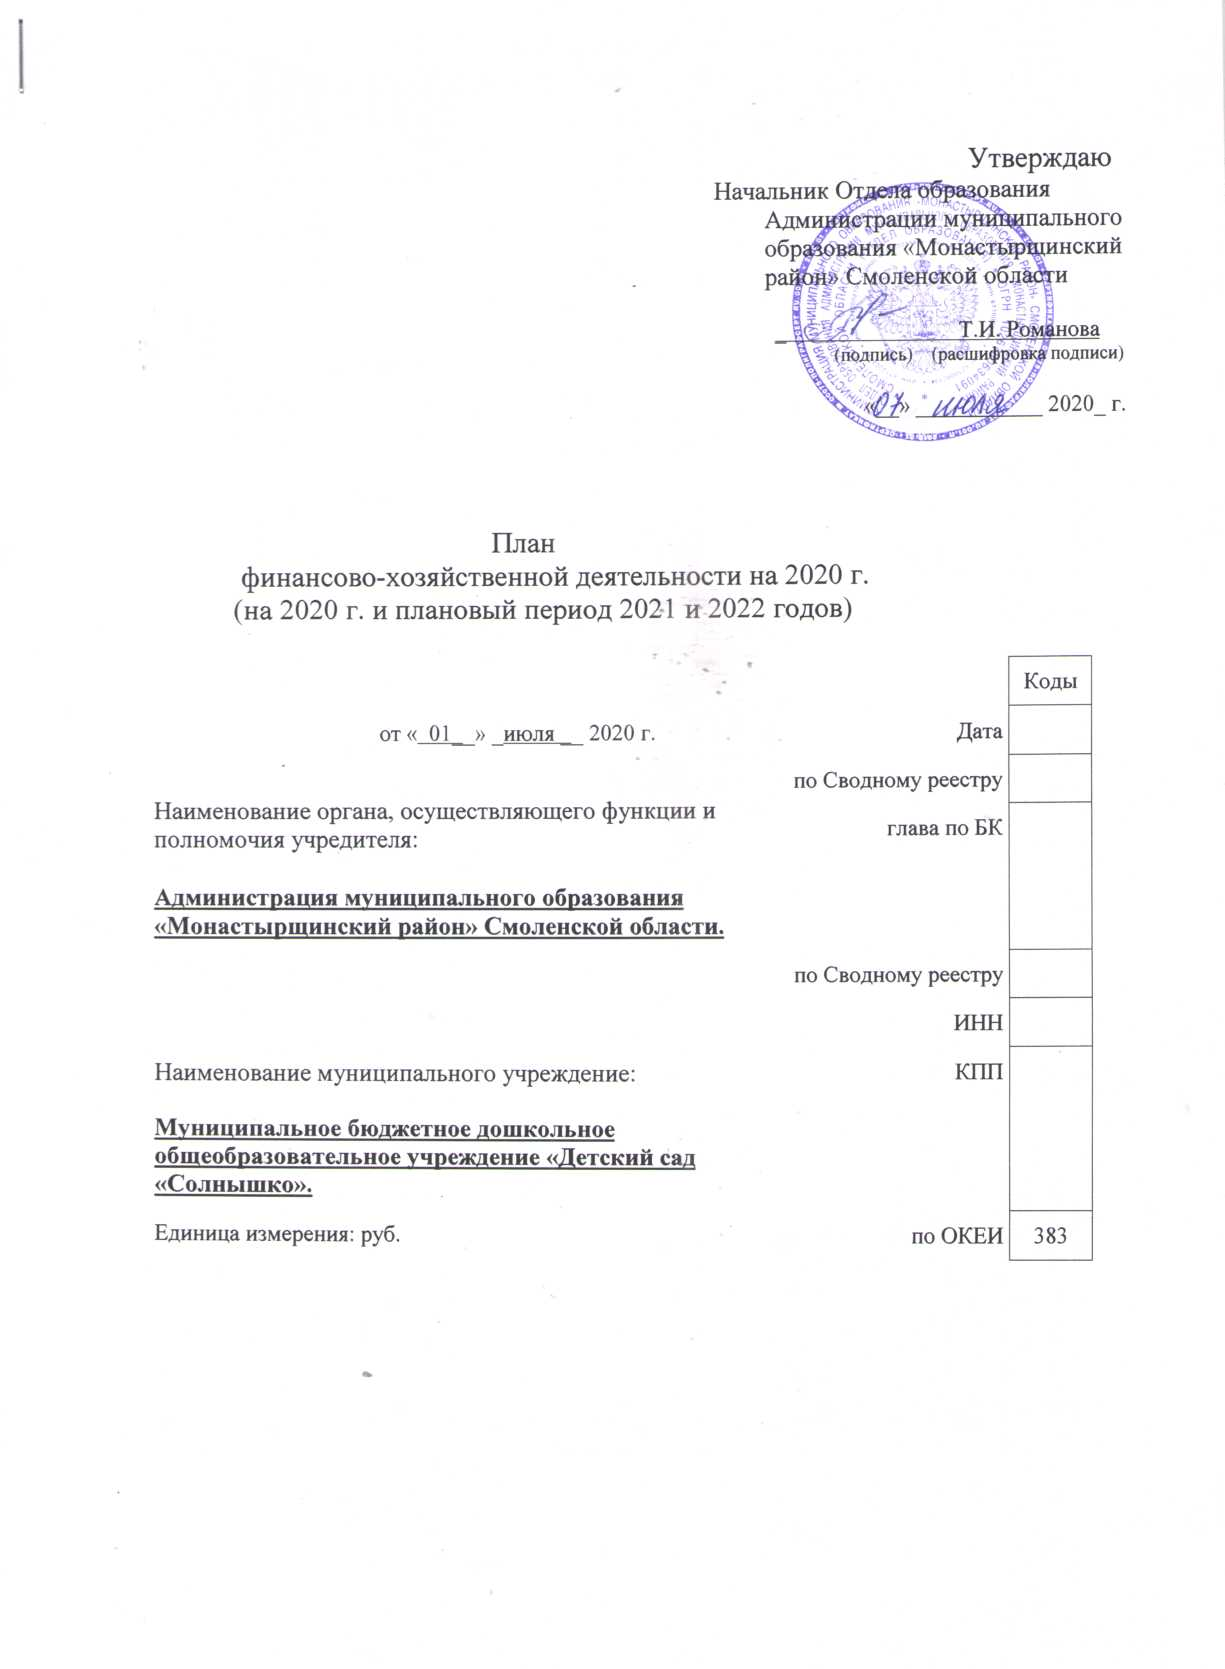 Утверждаю
Начальник Отдела образования
Администрации муниципального
образования «Монастырщинский
район» Смоленской области
Т.И. Романова
(подпись) (расшифровка подписи)
«07» июля 2020_ г.
План
финансово-хозяйственной деятельности на 2020 г.
(на 2020 г. и плановый период 2021 и 2022 годов)
Коды
от «_01__» _июля__ 2020 г. Дата
по Сводному реестру
Наименование органа, осуществляющего функции и
полномочия учредителя:
глава по БК
Администрация муниципального образования
«Монастырщинский район» Смоленской области.
по Сводному реестру
ИНН
Наименование муниципального учреждение: КПП
Муниципальное бюджетное дошкольное
общеобразовательное учреждение «Детский сад
«Солнышко».
Единица измерения: руб. по ОКЕИ 383